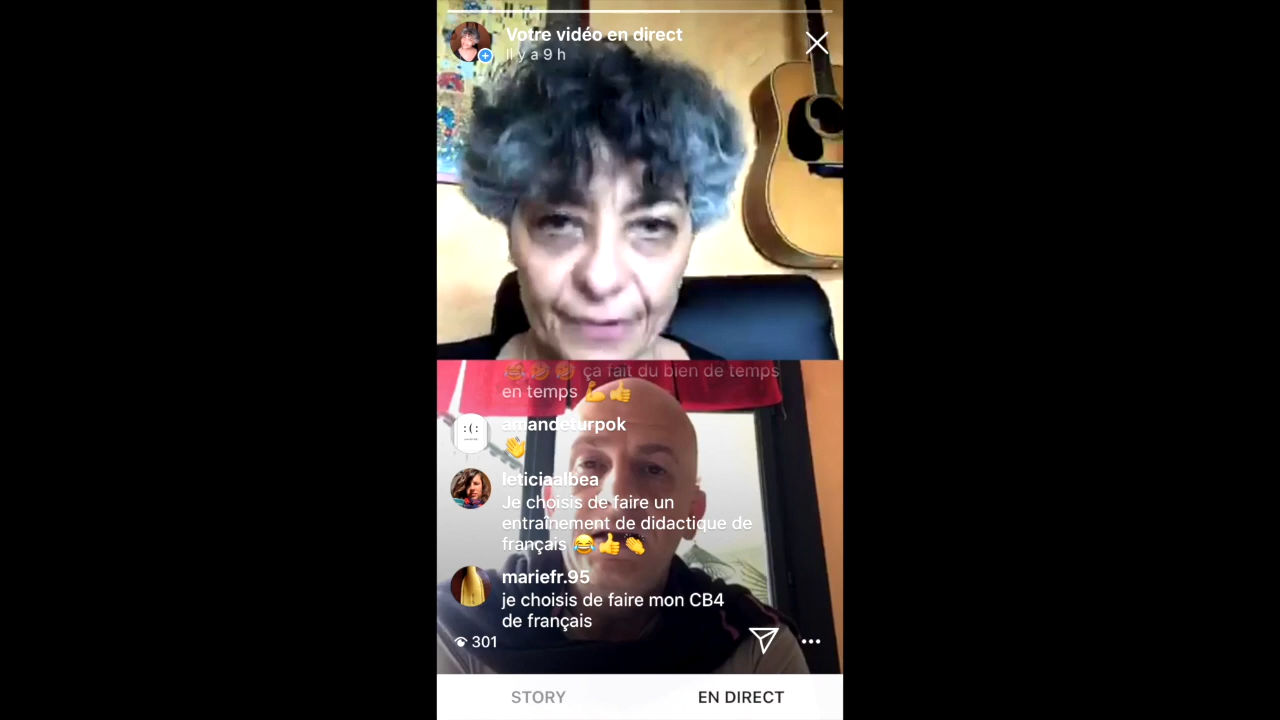 Votre vidéo en direct
Il y a 9 h
😂 🤣 🤣 ça fait du bien de temps
en temps 💪👍
amandeturpok
👏
leticiaalbea
Je choisis de faire un
entraînement de didactique de
français 😂👍👏
mariefr.95
je choisis de faire mon CB4
de français
301
STORY
EN DIRECT